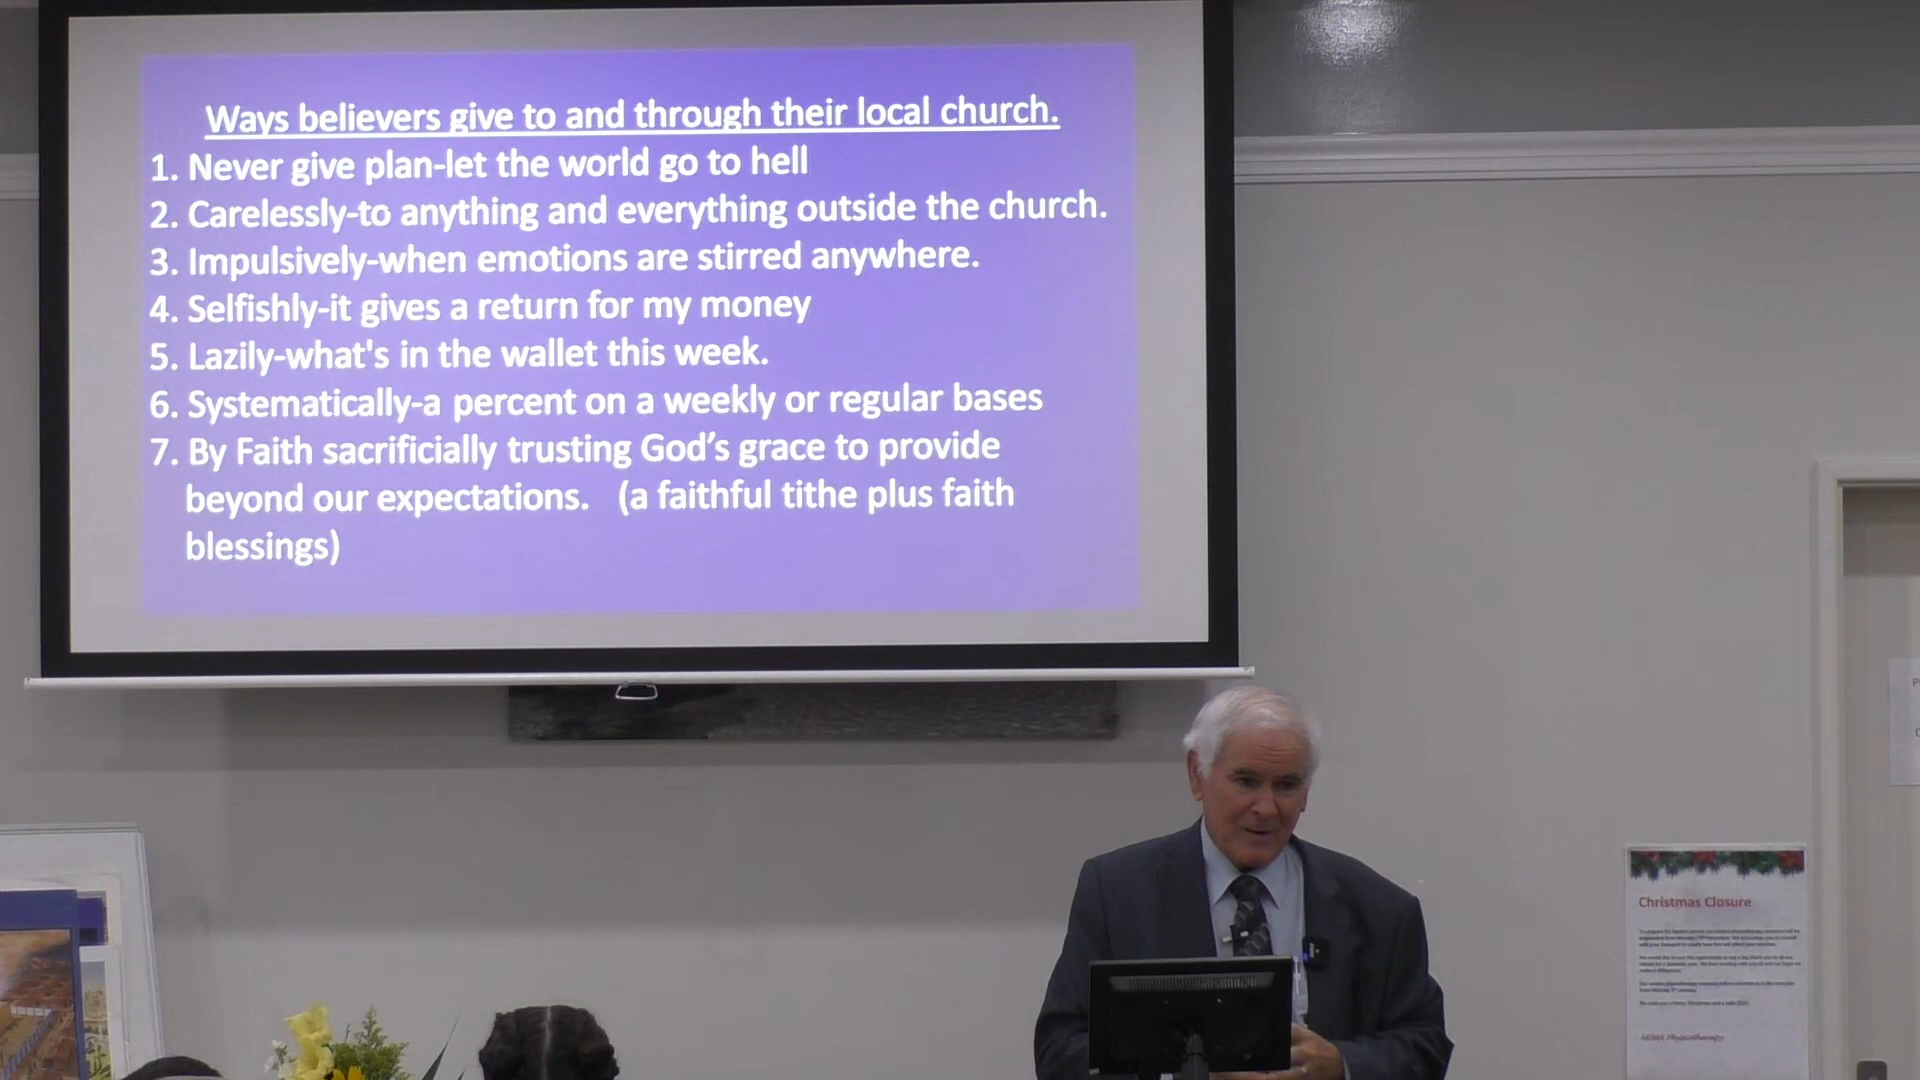 Ways believers give to and through their local church.
1. Never give plan-let the world go to hell
2. Carelessly-to anything and everything outside the church.
3. Impulsively-when emotions are stirred anywhere.
4. Selfishly-it gives a return for my money
5. Lazily-what's in the wallet this week.
6. Systematically-a percent on a weekly or regular bases
7. By Faith sacrificially trusting God’s grace to provide
beyond our expectations. (a faithful tithe plus faith
blessings)
Christmas Closure